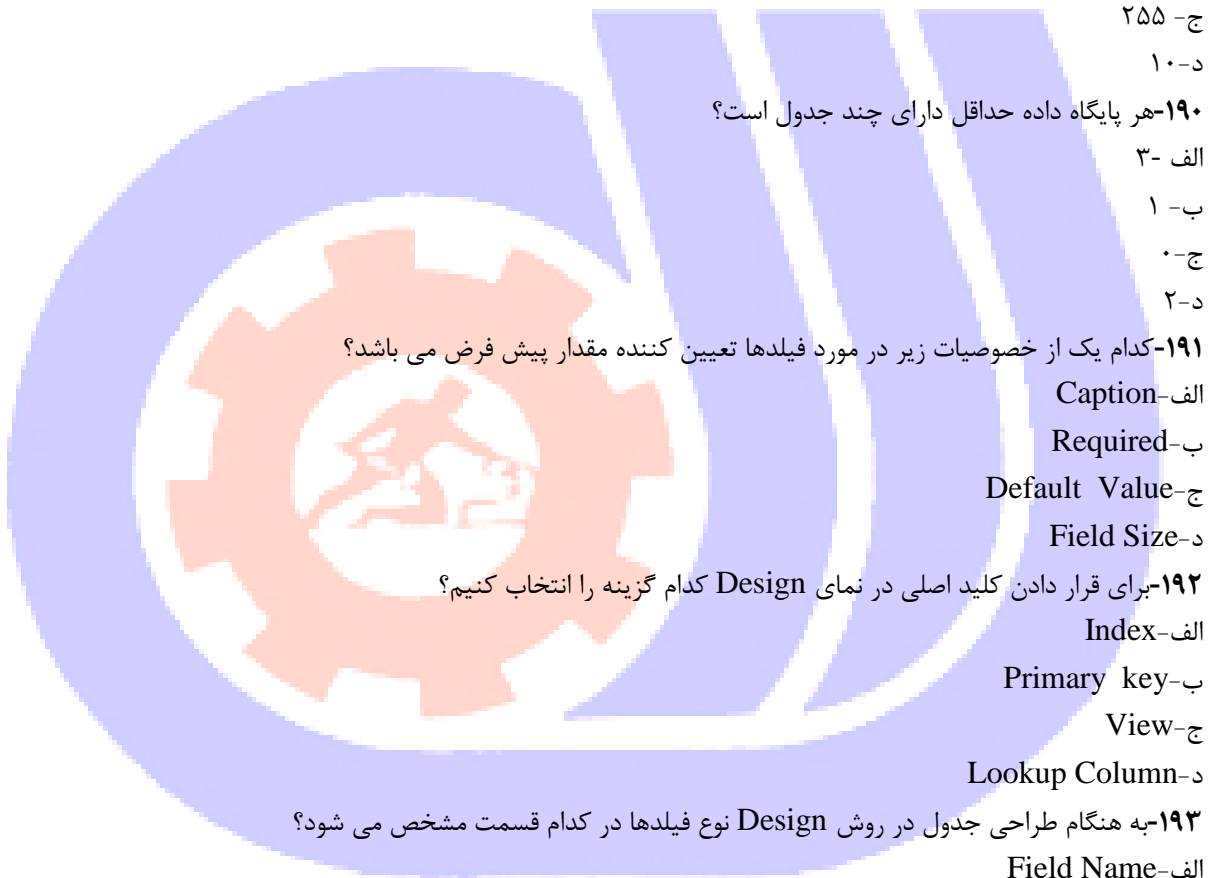 ج- ۲۵۵
د-۱۰
۱۹۰-هر پایگاه داده حداقل دارای چند جدول است؟
الف -۳
ب- ۱
ج-۰
د-۲
۱۹۱-کدام یک از خصوصیات زیر در مورد فیلدها تعیین کننده مقدار پیش فرض می باشد؟
الف-Caption
ب-Required
ج-Default Value
د-Field Size
۱۹۲-برای قرار دادن کلید اصلی در نمای Design کدام گزینه را انتخاب کنیم؟
الف-Index
ب-Primary key
ج-View
د-Lookup Column
۱۹۳-به هنگام طراحی جدول در روش Design نوع فیلدها در کدام قسمت مشخص می شود؟
الف-Field Name